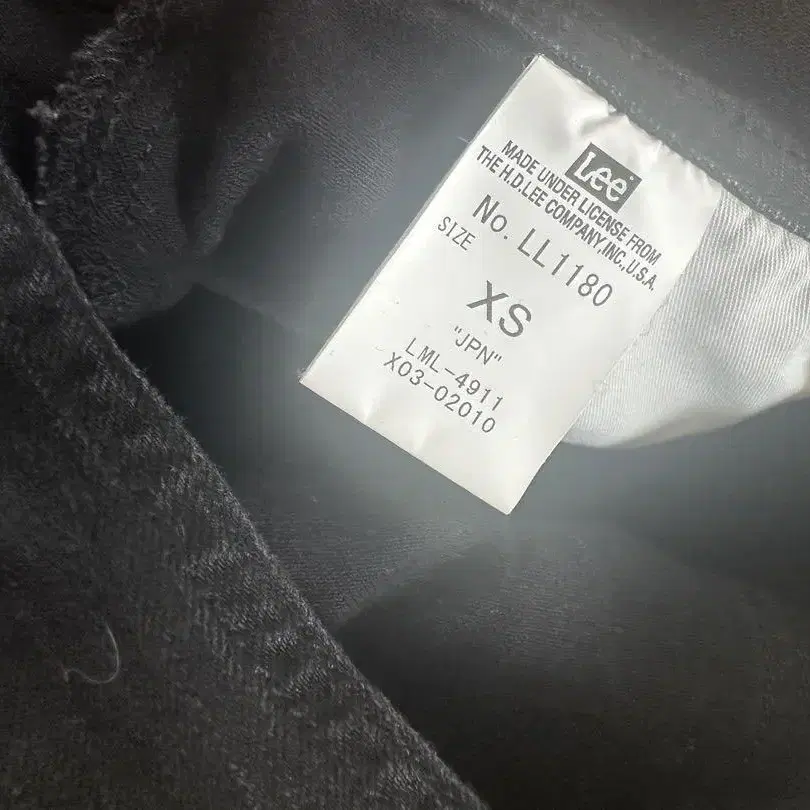 Lee
MADE UNDER LICENSE FROM
THE H.D.LEE COMPANY,INC.,U.S.A.
No. LL1180
SIZE
XS
"JPN"
LML-4911
X03-02010